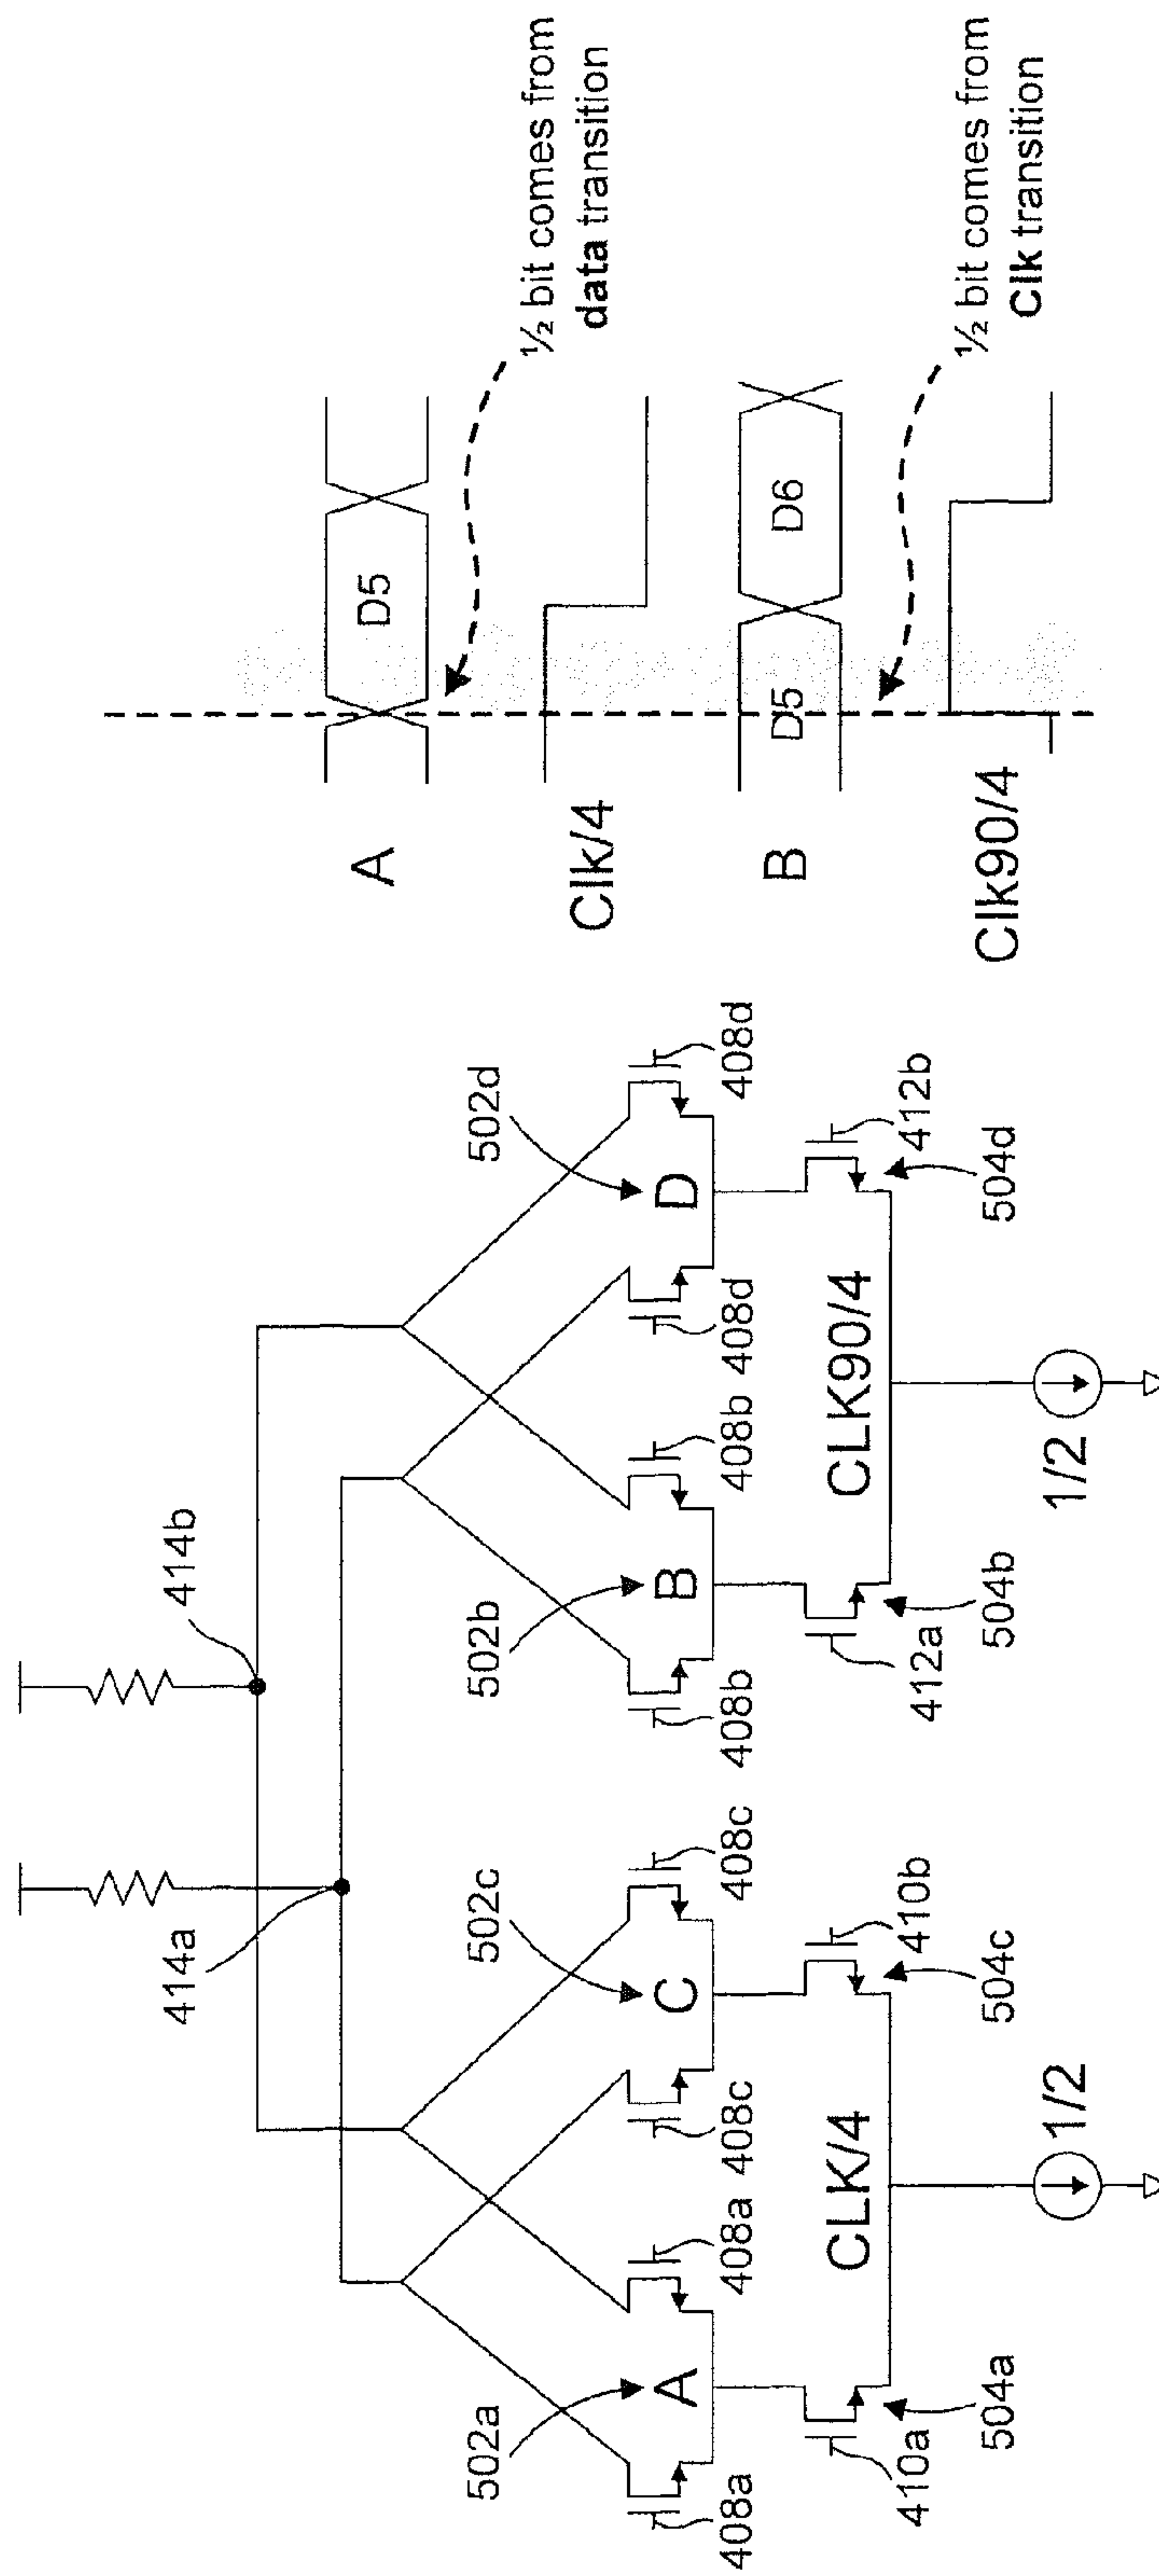 414a
414b
502a
502c
502b
502d
A
C
B
D
408a
408a
408c
408c
408b
408b
408d
408d
CLK/4
CLK90/4
410a
410b
412a
412b
504a
504c
504b
504d
1/2
1/2
A
D5
½ bit comes from
data transition
Clk/4
B
D5
D6
½ bit comes from
Clk transition
Clk90/4